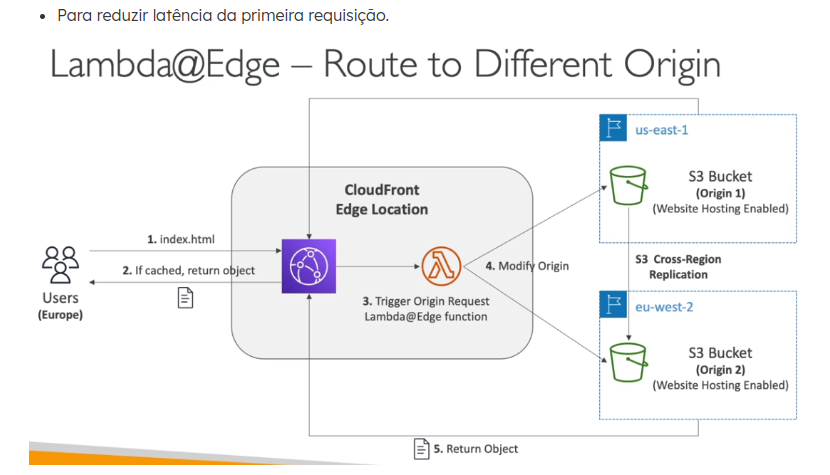 Para reduzir latência da primeira requisição.
Lambda@Edge – Route to Different Origin
us-east-1
CloudFront
Edge Location
S3 Bucket
(Origin 1)
(Website Hosting Enabled)
1. index.html
2. If cached, return object
4. Modify Origin
S3 Cross-Region
Replication
Users
(Europe)
3. Trigger Origin Request
Lambda@Edge function
eu-west-2
S3 Bucket
(Origin 2)
(Website Hosting Enabled)
5. Return Object